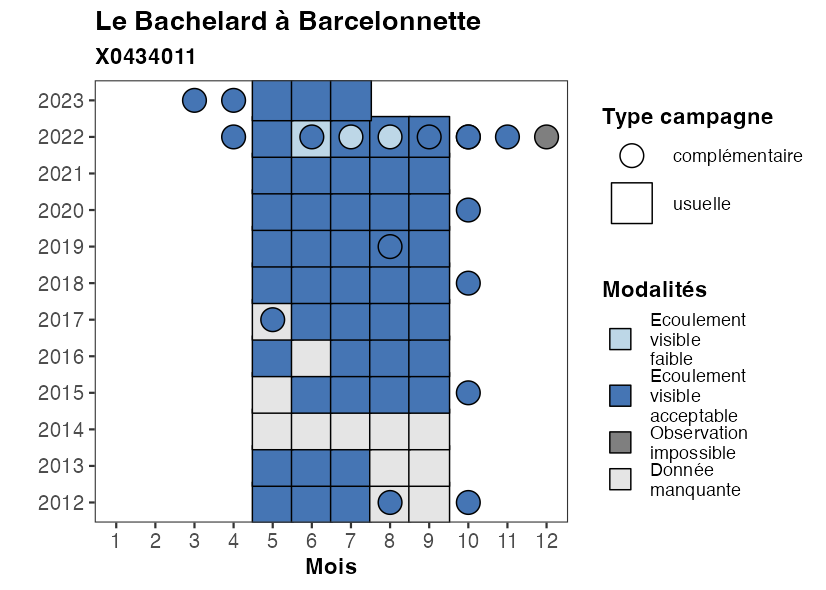 Le Bachelard à Barcelonnette
X0434011
2023
2022
2021
2020
2019
2018
2017
2016
2015
2014
2013
2012
1 2 3 4 5 6 7 8 9 10 11 12
Mois
Type campagne
complémentaire
usuelle
Modalités
Ecoulement
visible
faible
Ecoulement
visible
acceptable
Observation
impossible
Donnée
manquante